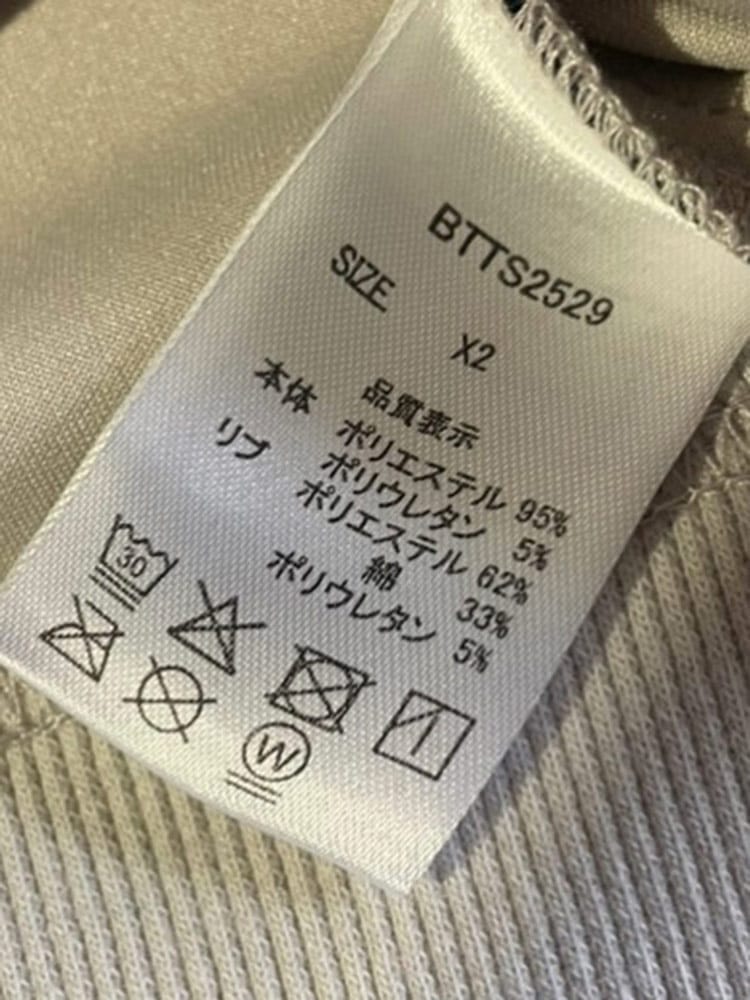 BTTS2529
SIZE X2
品質表示
本体 ポリエステル 95%
ポリウレタン 5%
リブ ポリエステル 62%
綿 33%
ポリウレタン 5%
30
W